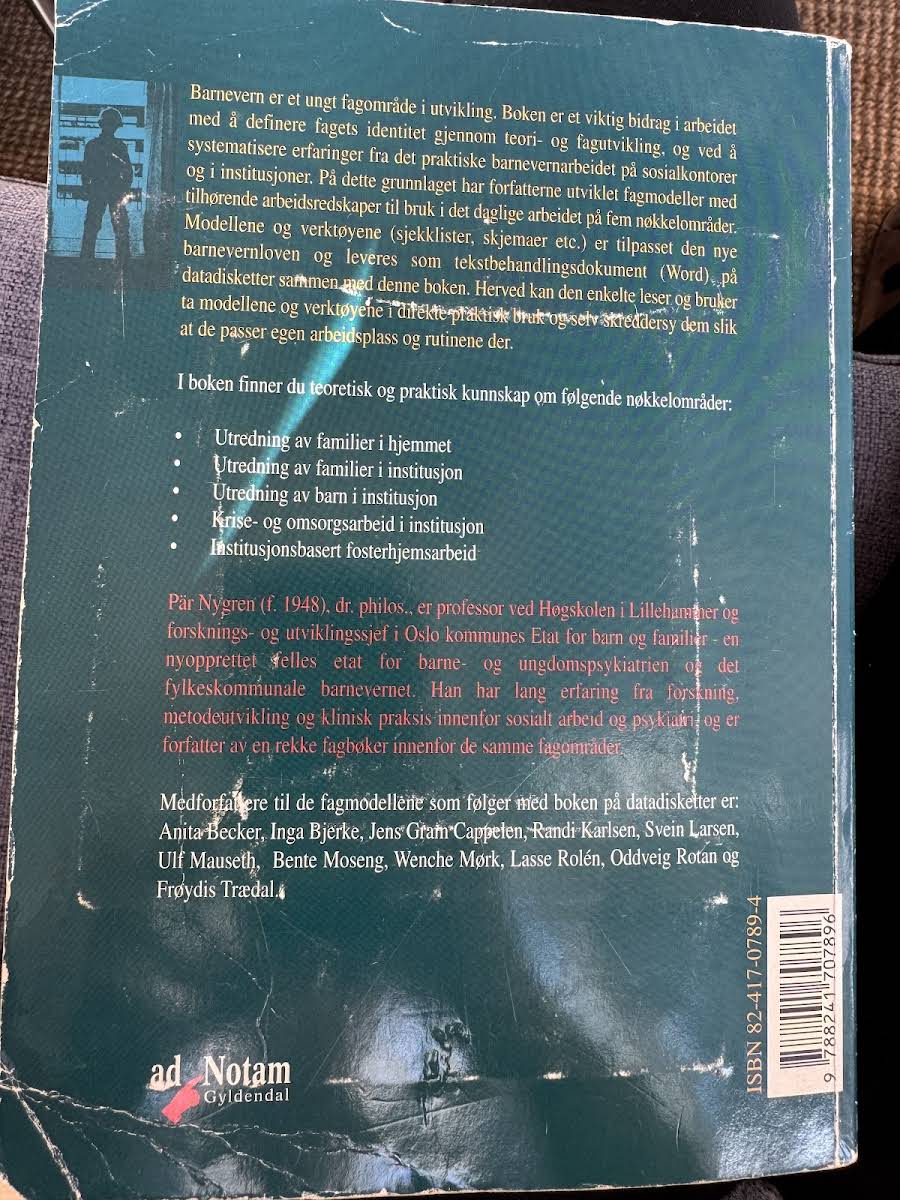 Barnevern er et ungt fagområde i utvikling. Boken er et viktig bidrag i arbeidet
med å definere fagets identitet gjennom teori- og fagutvikling, og ved å
systematisere erfaringer fra det praktiske barnevernarbeidet på sosialkontorer
og i institusjoner. På dette grunnlaget har forfatterne utviklet fagmodeller med
tilhørende arbeidsredskaper til bruk i det daglige arbeidet på fem nøkkelområder.
Modellene og verktøyene (sjekklister, skjemaer etc.) er tilpasset den nye
barnevernloven og leveres som tekstbehandlingsdokument (Word), på
datadisketter sammen med denne boken. Herved kan den enkelte leser og bruker
ta modellene og verktøyene i direkte praktisk bruk og selv skreddersy dem slik
at de passer egen arbeidsplass og rutinene der.
I boken finner du teoretisk og praktisk kunnskap om følgende nøkkelområder:
• Utredning av familier i hjemmet
• Utredning av familier i institusjon
• Utredning av barn i institusjon
• Krise- og omsorgsarbeid i institusjon
• Institusjonsbasert fosterhjemsarbeid
Pär Nygren (f. 1948), dr. philos., er professor ved Høgskolen i Lillehammer og
forsknings- og utviklingssjef i Oslo kommunes Etat for barn og familier - en
nyopprettet felles etat for barne- og ungdomspsykiatrien og det
fylkeskommunale barnevernet. Han har lang erfaring fra forskning,
metodeutvikling og klinisk praksis innenfor sosialt arbeid og psykiatri, og er
forfatter av en rekke fagbøker innenfor de samme fagområder.
Medforfattere til de fagmodellene som følger med boken på datadisketter er:
Anita Becker, Inga Bjerke, Jens Gram Cappelen, Randi Karlsen, Svein Larsen,
Ulf Mauseth, Bente Moseng, Wenche Mørk, Lasse Rolén, Oddveig Rotan og
Frøydis Trædal.
ad Notam
Gyldendal
ISBN 82-417-0789-4
9 788241 707896